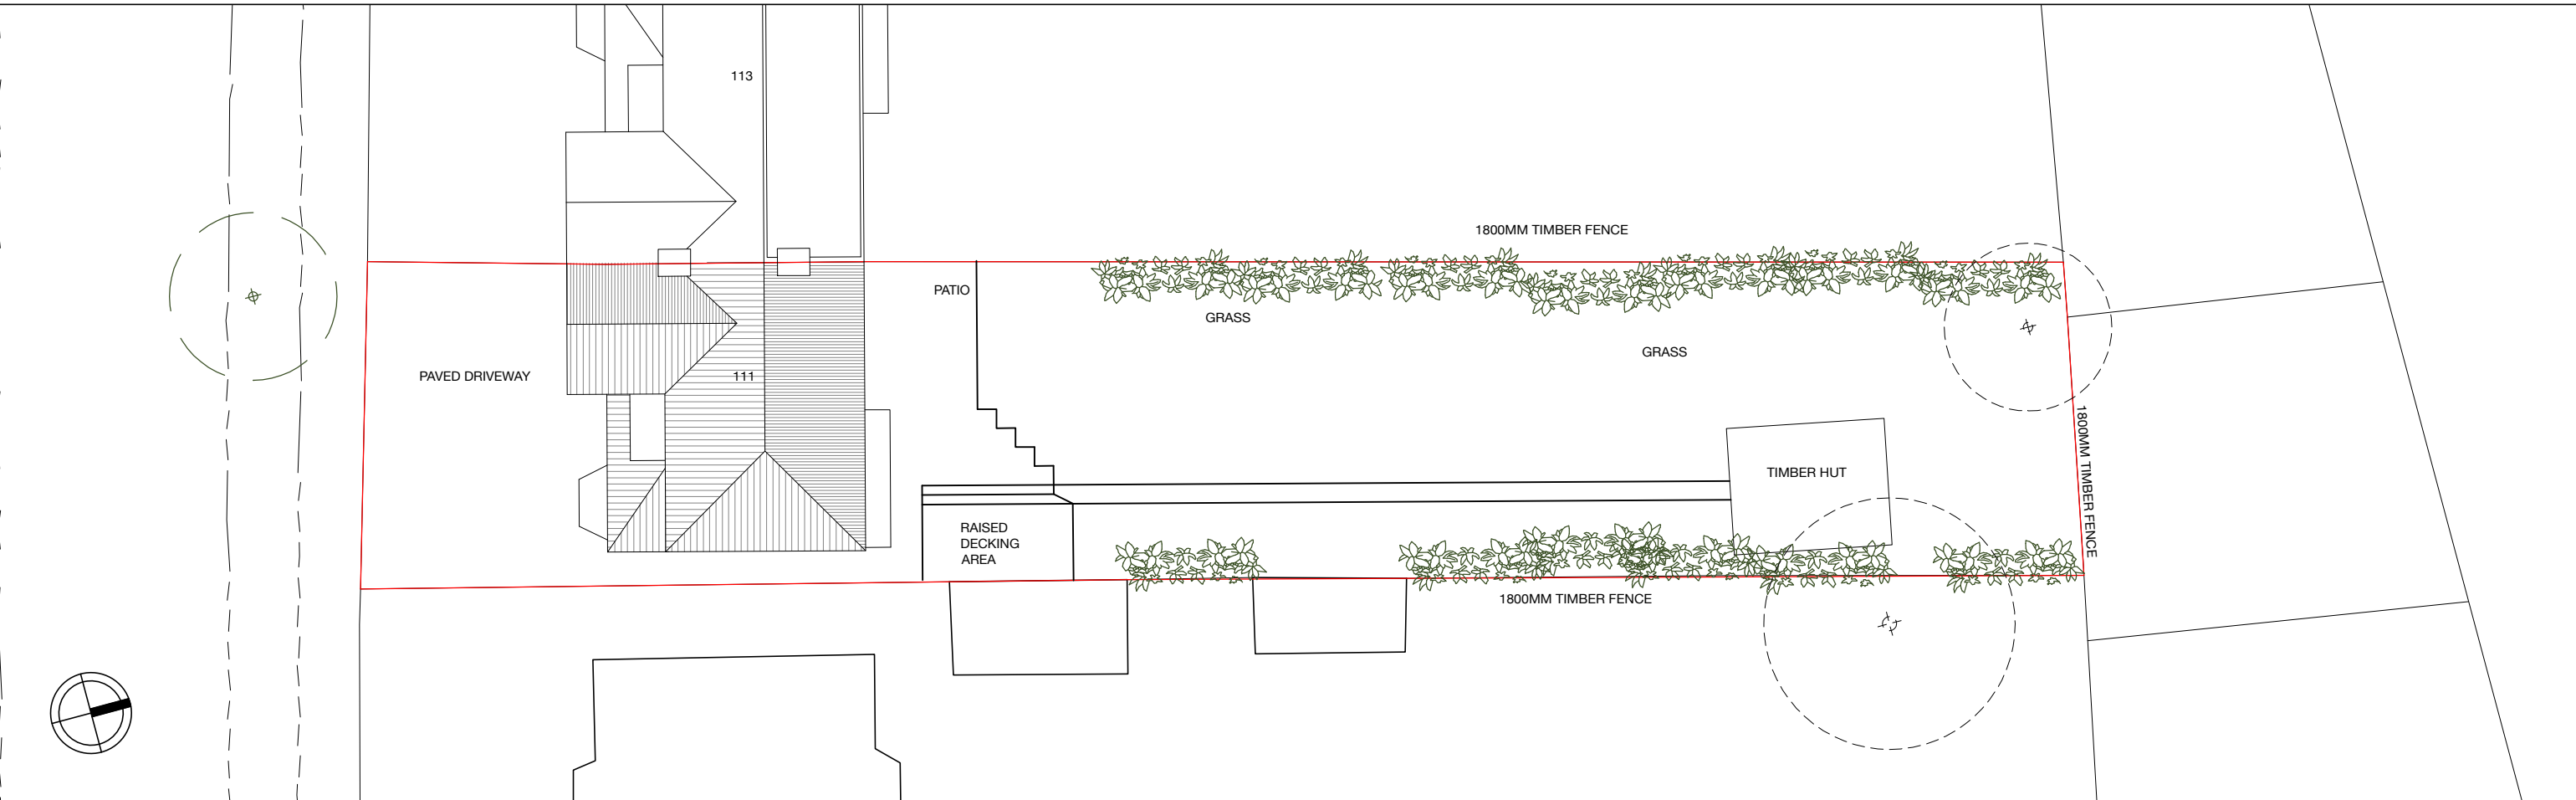 113
1800MM TIMBER FENCE
PATIO
GRASS
GRASS
PAVED DRIVEWAY
111
1800MM TIMBER FENCE
TIMBER HUT
RAISED
DECKING
AREA
1800MM TIMBER FENCE